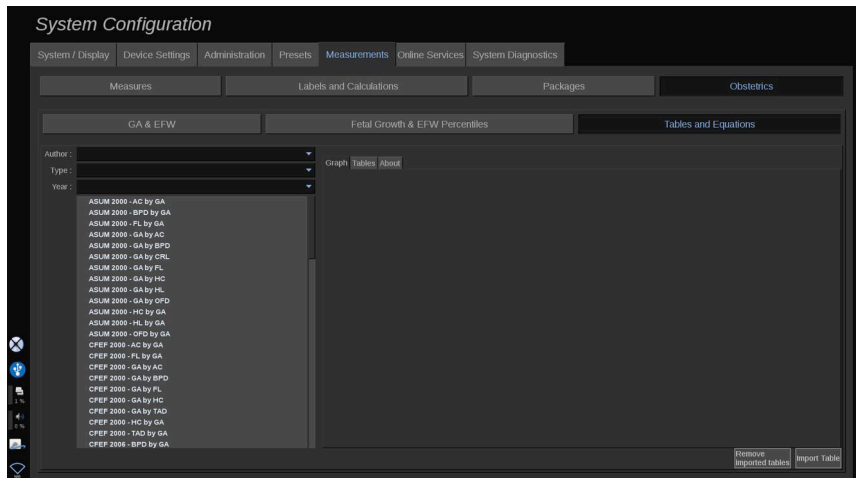 System Configuration
System / Display Device Settings Administration Presets Measurements Online Services System Diagnostics
Measures Labels and Calculations Packages Obstetrics
GA & EFW Fetal Growth & EFW Percentiles Tables and Equations
Author :
Type :
Year :
Graph Tables About
ASUM 2000 - AC by GA
ASUM 2000 - BPD by GA
ASUM 2000 - FL by GA
ASUM 2000 - GA by AC
ASUM 2000 - GA by BPD
ASUM 2000 - GA by CRL
ASUM 2000 - GA by FL
ASUM 2000 - GA by HC
ASUM 2000 - GA by HL
ASUM 2000 - GA by OFD
ASUM 2000 - HC by GA
ASUM 2000 - HL by GA
ASUM 2000 - OFD by GA
CFEF 2000 - AC by GA
CFEF 2000 - FL by GA
CFEF 2000 - GA by AC
CFEF 2000 - GA by BPD
CFEF 2000 - GA by FL
CFEF 2000 - GA by HC
CFEF 2000 - GA by TAD
CFEF 2000 - HC by GA
CFEF 2000 - TAD by GA
CFEF 2006 - BPD by GA
1 %
0 %
Remove
imported tables
Import Table